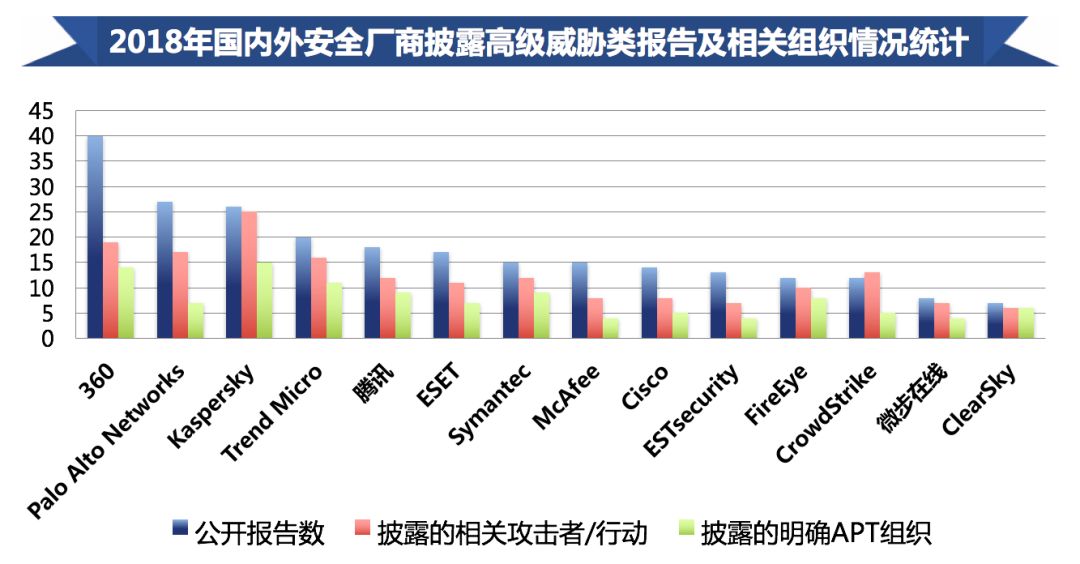 2018年国内外安全厂商披露高级威胁类报告及相关组织情况统计
45
40
35
30
25
20
15
10
5
0
360
Palo Alto Networks
Kaspersky
Trend Micro
腾讯
ESET
Symantec
McAfee
Cisco
ESTsecurity
FireEye
CrowdStrike
微步在线
ClearSky
公开报告数 披露的相关攻击者/行动 披露的明确APT组织